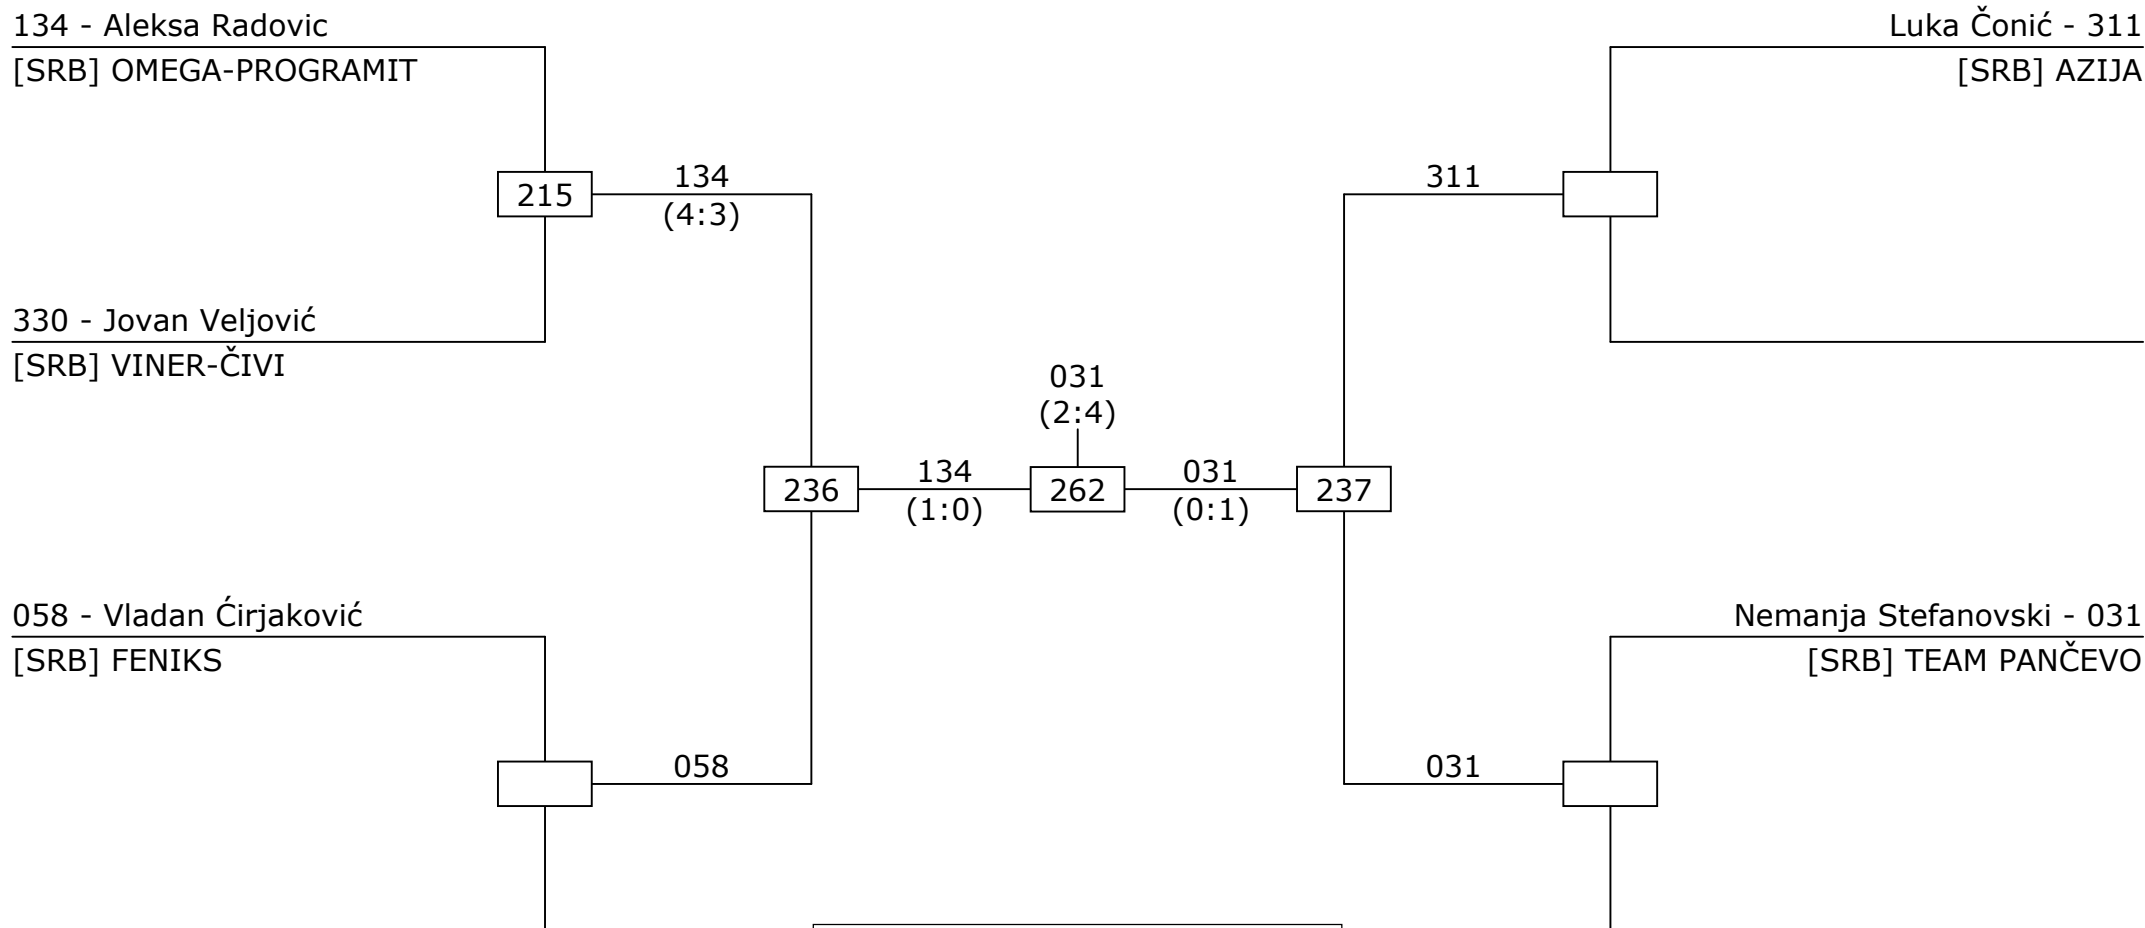 134 - Aleksa Radovic
[SRB] OMEGA-PROGRAMIT
Luka Čonić - 311
[SRB] AZIJA
215
134
(4:3)
311
330 - Jovan Veljović
[SRB] VINER-ČIVI
031
(2:4)
236
134
(1:0)
262
031
(0:1)
237
058 - Vladan Ćirjaković
[SRB] FENIKS
Nemanja Stefanovski - 031
[SRB] TEAM PANČEVO
058
031